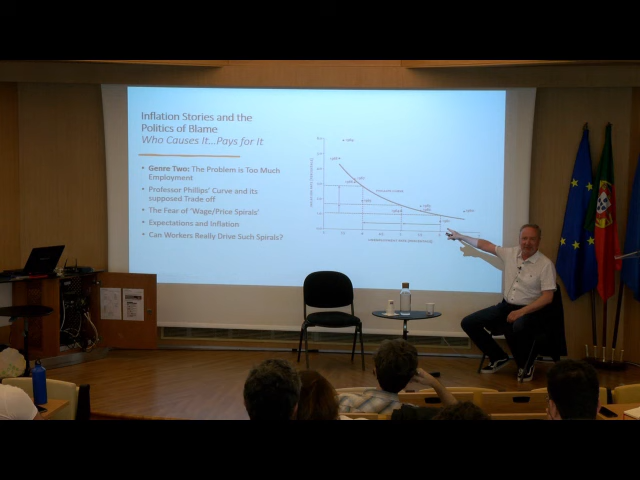 Inflation Stories and the
Politics of Blame
Who Causes It...Pays for It
• Genre Two: The Problem is Too Much
Employment
• Professor Phillips' Curve and its
supposed Trade off
• The Fear of 'Wage/Price Spirals'
• Expectations and Inflation
• Can Workers Really Drive Such Spirals?